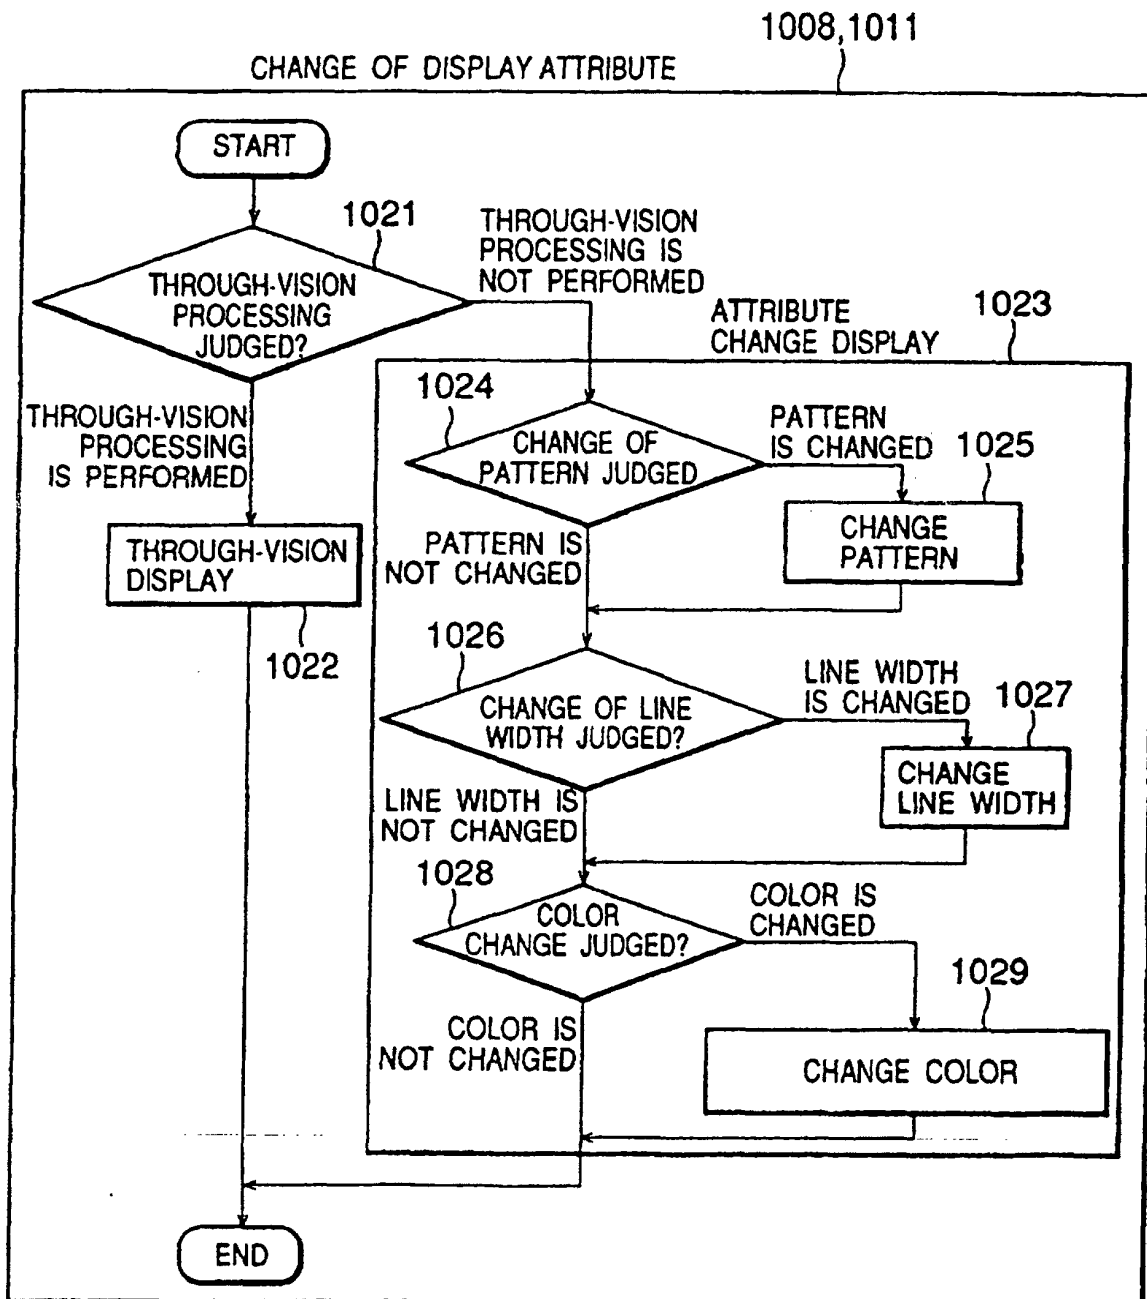 1008,1011
CHANGE OF DISPLAY ATTRIBUTE
START
1021
THROUGH-VISION
PROCESSING IS
NOT PERFORMED
THROUGH-VISION
PROCESSING
JUDGED?
ATTRIBUTE
CHANGE DISPLAY
1023
THROUGH-VISION
PROCESSING
IS PERFORMED
1024
CHANGE OF
PATTERN JUDGED
PATTERN
IS CHANGED
1025
CHANGE
PATTERN
THROUGH-VISION
DISPLAY
1022
PATTERN IS
NOT CHANGED
1026
CHANGE OF LINE
WIDTH JUDGED?
LINE WIDTH
IS CHANGED
1027
CHANGE
LINE WIDTH
LINE WIDTH IS
NOT CHANGED
1028
COLOR
CHANGE JUDGED?
COLOR IS
CHANGED
1029
CHANGE COLOR
COLOR IS
NOT CHANGED
END